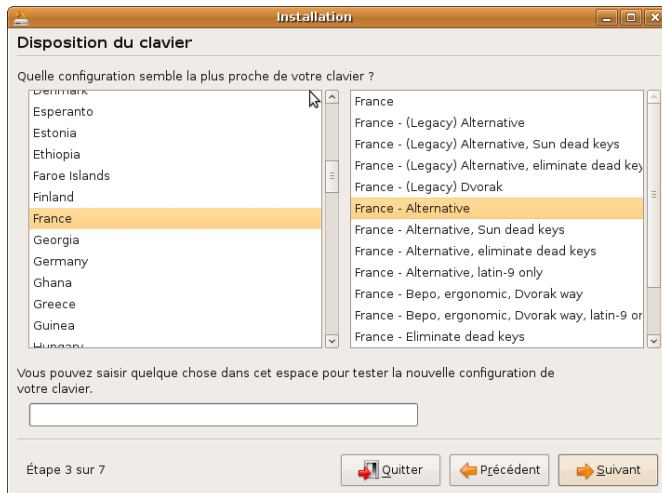 Installation
Disposition du clavier
Quelle configuration semble la plus proche de votre clavier ?
Denmark
Esperanto
Estonia
Ethiopia
Faroe Islands
Finland
France
Georgia
Germany
Ghana
Greece
Guinea
Hungary
France
France - (Legacy) Alternative
France - (Legacy) Alternative, Sun dead keys
France - (Legacy) Alternative, eliminate dead key
France - (Legacy) Dvorak
France - Alternative
France - Alternative, Sun dead keys
France - Alternative, eliminate dead keys
France - Alternative, latin-9 only
France - Bepo, ergonomic, Dvorak way
France - Bepo, ergonomic, Dvorak way, latin-9 or
France - Eliminate dead keys
Vous pouvez saisir quelque chose dans cet espace pour tester la nouvelle configuration de
votre clavier.
Étape 3 sur 7
Quitter
Précédent
Suivant